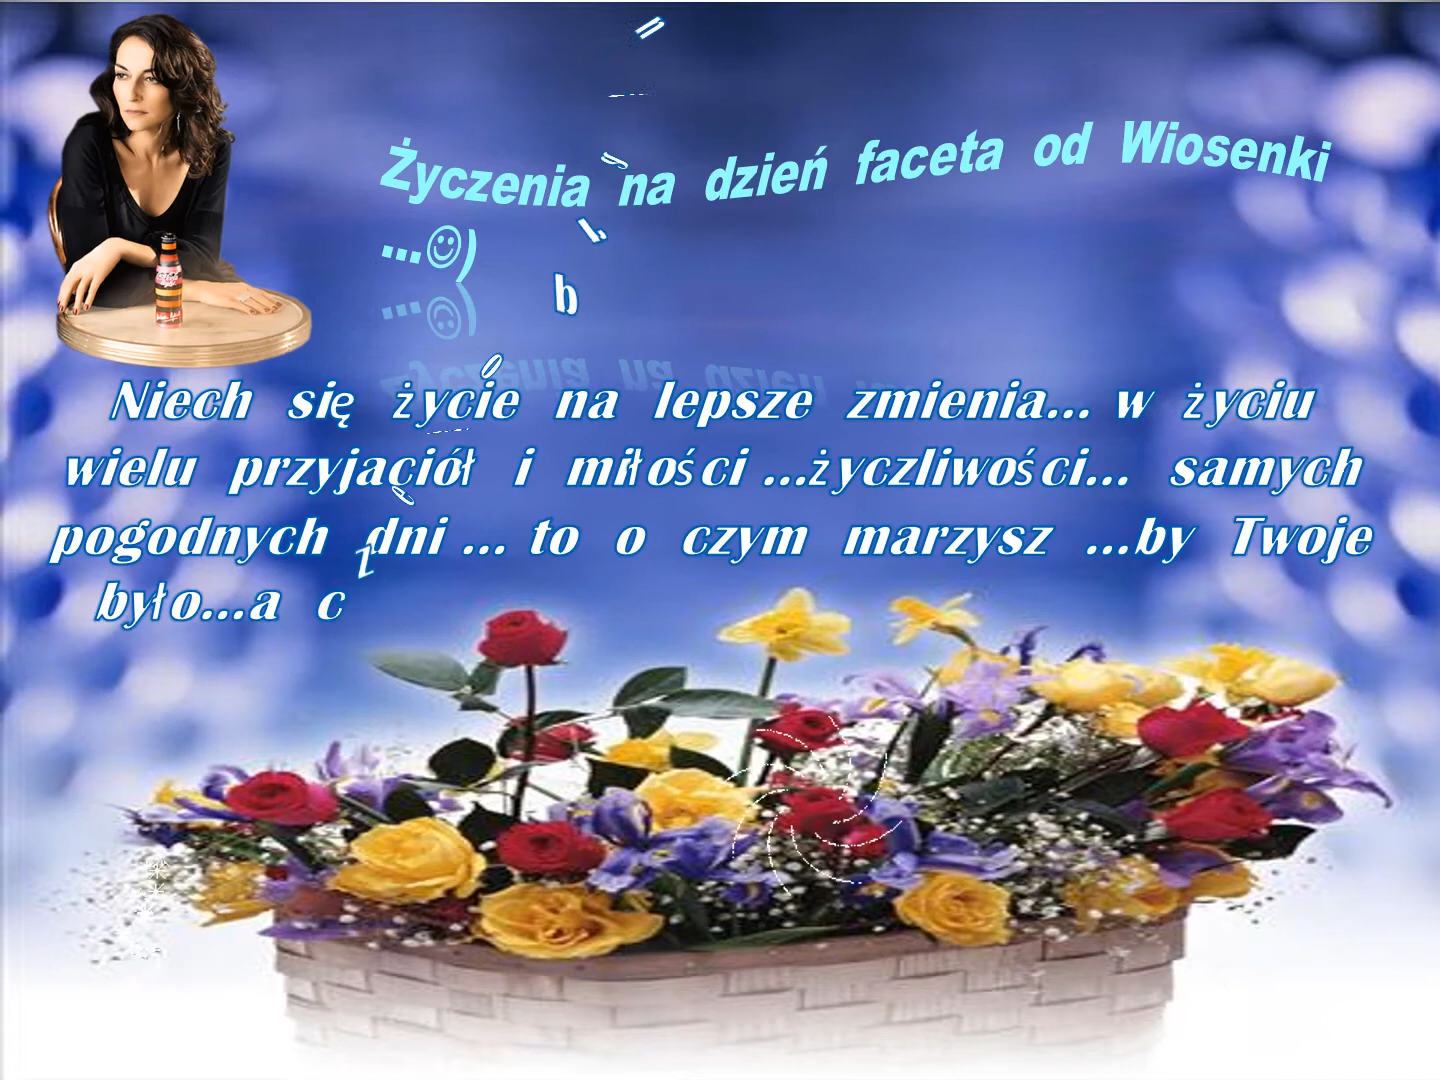 Życzenia na dzień faceta od Wiosenki
...☺)
Niech się życie na lepsze zmienia... w życiu
wielu przyjaciół i miłości ...życzliwości... samych
pogodnych dni ... to o czym marzysz ...by Twoje
było...a c
z
e
o
b
y